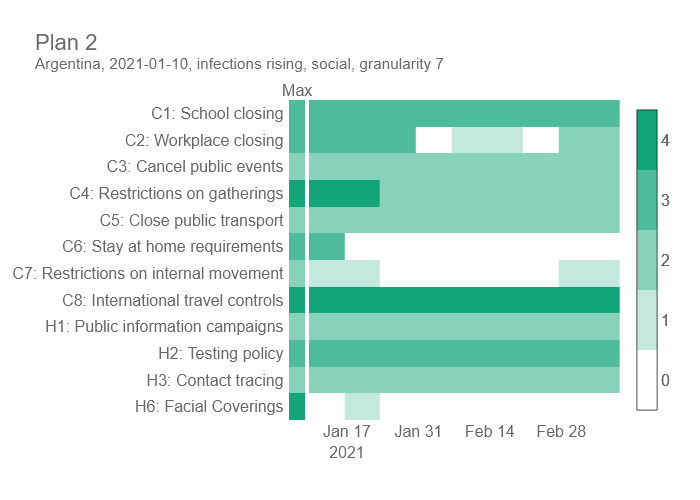 Plan 2
Argentina, 2021-01-10, infections rising, social, granularity 7
Max
C1: School closing
C2: Workplace closing
C3: Cancel public events
C4: Restrictions on gatherings
C5: Close public transport
C6: Stay at home requirements
C7: Restrictions on internal movement
C8: International travel controls
H1: Public information campaigns
H2: Testing policy
H3: Contact tracing
H6: Facial Coverings
Jan 17 Jan 31 Feb 14 Feb 28
2021
4
3
2
1
0